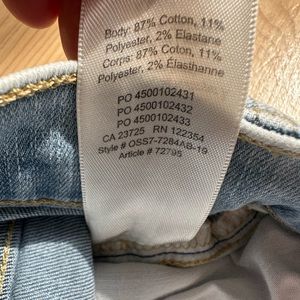 Body: 87% Cotton, 11%
Polyester, 2% Elastane
Corps: 87% Coton, 11%
Polyester, 2% Élasthanne
PO 4500102431
PO 4500102432
PO 4500102433
CA 23725 RN 122354
Style # OSS7-7284AB-19
Article # 72795